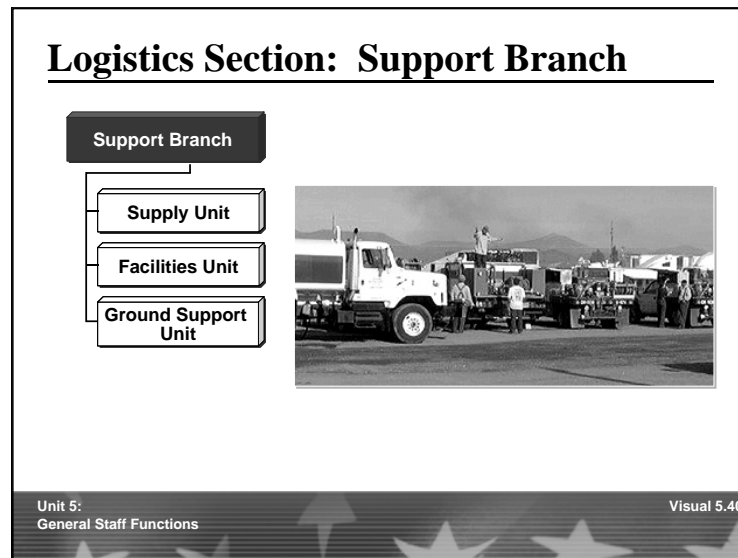 Logistics Section: Support Branch
Support Branch
Supply Unit
Facilities Unit
Ground Support
Unit
Unit 5:
General Staff Functions
Visual 5.40